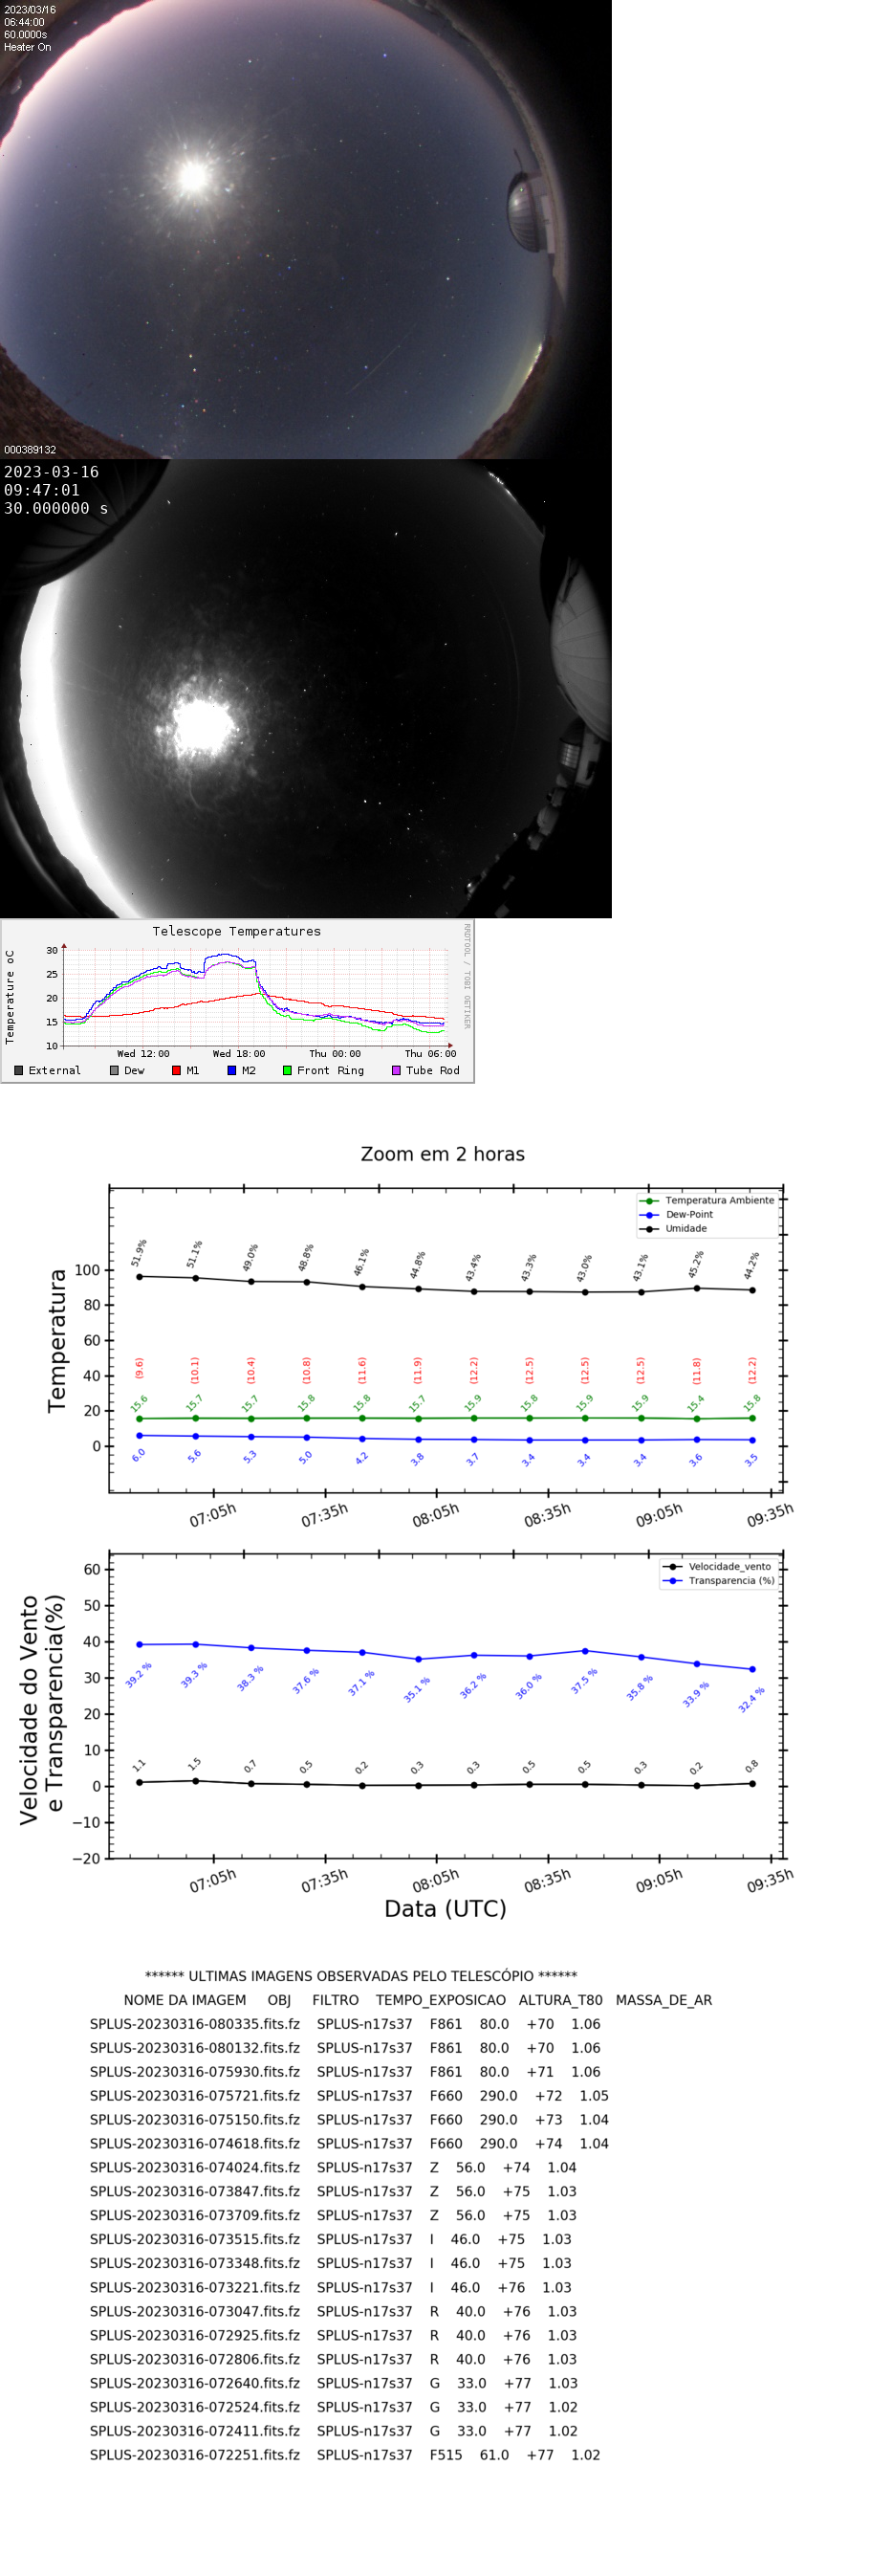 2023/03/16
06:44:00
60.0000s
Heater On
000389132
2023-03-16
09:47:01
30.000000 s
Telescope Temperatures
RRDTOOL / TOBI OETIKER
Temperature oC
30
25
20
15
10
Wed 12:00 Wed 18:00 Thu 00:00 Thu 06:00
External Dew M1 M2 Front Ring Tube Rod
Zoom em 2 horas
Temperatura Ambiente
Dew-Point
Umidade
Temperatura
100
80
60
40
20
0
51.9% 51.1% 49.0% 48.8% 46.1% 44.8% 43.4% 43.3% 43.0% 43.1% 45.2% 44.2%
(9.6) (10.1) (10.4) (10.8) (11.6) (11.9) (12.2) (12.5) (12.5) (12.5) (11.8) (12.2)
15.6 15.7 15.7 15.8 15.8 15.7 15.9 15.8 15.9 15.9 15.4 15.8
6.0 5.6 5.3 5.0 4.2 3.8 3.7 3.4 3.4 3.4 3.6 3.5
07:05h 07:35h 08:05h 08:35h 09:05h 09:35h
Velocidade_vento
Transparencia (%)
Velocidade do Vento
e Transparencia(%)
60
50
40
30
20
10
0
−10
−20
39.2 % 39.3 % 38.3 % 37.6 % 37.1 % 35.1 % 36.2 % 36.0 % 37.5 % 35.8 % 33.9 % 32.4 %
1.1 1.5 0.7 0.5 0.2 0.3 0.3 0.5 0.5 0.3 0.2 0.8
07:05h 07:35h 08:05h 08:35h 09:05h 09:35h
Data (UTC)
****** ULTIMAS IMAGENS OBSERVADAS PELO TELESCÓPIO ******
NOME DA IMAGEM OBJ FILTRO TEMPO_EXPOSICAO ALTURA_T80 MASSA_DE_AR
SPLUS-20230316-080335.fits.fz SPLUS-n17s37 F861 80.0 +70 1.06
SPLUS-20230316-080132.fits.fz SPLUS-n17s37 F861 80.0 +70 1.06
SPLUS-20230316-075930.fits.fz SPLUS-n17s37 F861 80.0 +71 1.06
SPLUS-20230316-075721.fits.fz SPLUS-n17s37 F660 290.0 +72 1.05
SPLUS-20230316-075150.fits.fz SPLUS-n17s37 F660 290.0 +73 1.04
SPLUS-20230316-074618.fits.fz SPLUS-n17s37 F660 290.0 +74 1.04
SPLUS-20230316-074024.fits.fz SPLUS-n17s37 Z 56.0 +74 1.04
SPLUS-20230316-073847.fits.fz SPLUS-n17s37 Z 56.0 +75 1.03
SPLUS-20230316-073709.fits.fz SPLUS-n17s37 Z 56.0 +75 1.03
SPLUS-20230316-073515.fits.fz SPLUS-n17s37 I 46.0 +75 1.03
SPLUS-20230316-073348.fits.fz SPLUS-n17s37 I 46.0 +75 1.03
SPLUS-20230316-073221.fits.fz SPLUS-n17s37 I 46.0 +76 1.03
SPLUS-20230316-073047.fits.fz SPLUS-n17s37 R 40.0 +76 1.03
SPLUS-20230316-072925.fits.fz SPLUS-n17s37 R 40.0 +76 1.03
SPLUS-20230316-072806.fits.fz SPLUS-n17s37 R 40.0 +76 1.03
SPLUS-20230316-072640.fits.fz SPLUS-n17s37 G 33.0 +77 1.03
SPLUS-20230316-072524.fits.fz SPLUS-n17s37 G 33.0 +77 1.02
SPLUS-20230316-072411.fits.fz SPLUS-n17s37 G 33.0 +77 1.02
SPLUS-20230316-072251.fits.fz SPLUS-n17s37 F515 61.0 +77 1.02